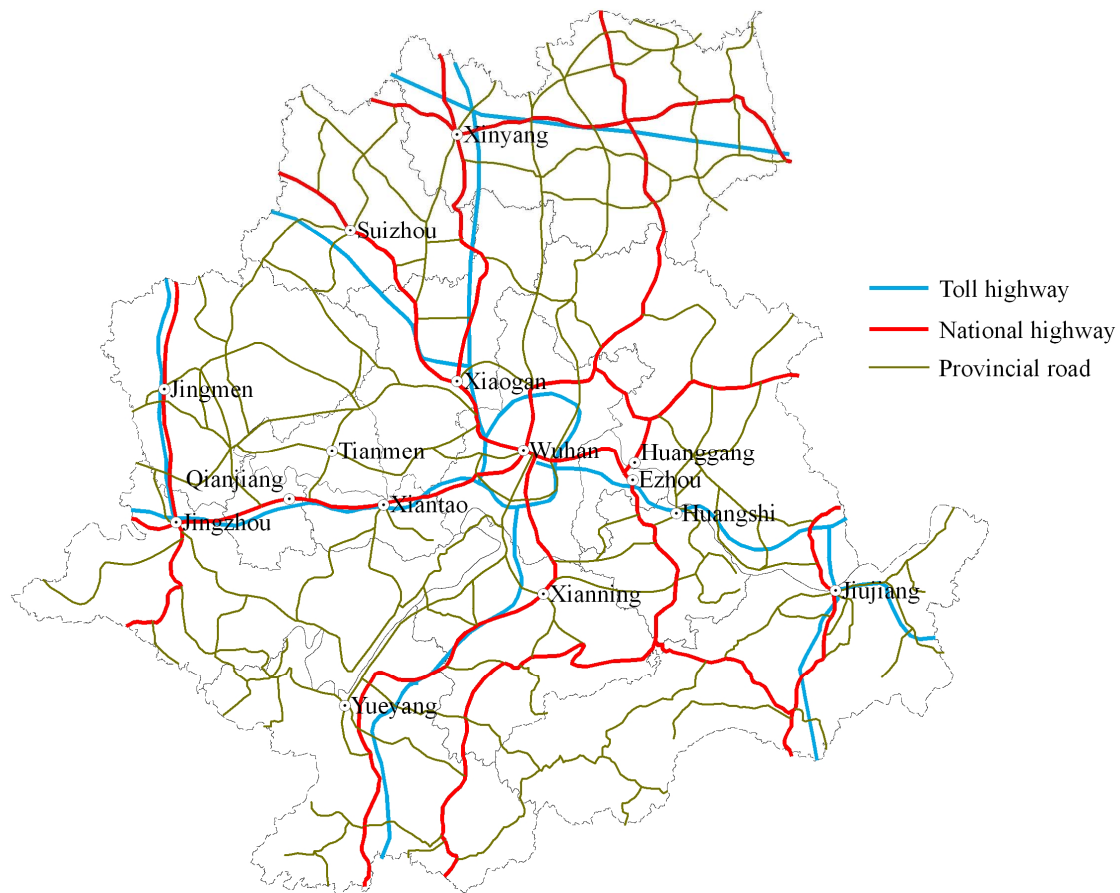 Xinyang
Suizhou
Toll highway
National highway
Provincial road
Xiaogan
Jingmen
Tianmen
Wuhan
Huanggang
Qianjiang
Ezhou
Xiantao
Huangshi
Jingzhou
Xianning
Jiujiang
Yueyang